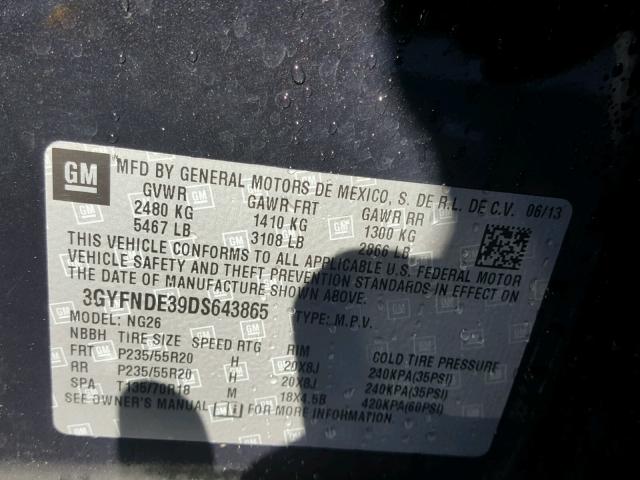 GM
MFD BY GENERAL MOTORS DE MEXICO, S. DE R.L. DE C.V. 06/13
GVWR GAWR FRT GAWR RR
2480 KG 1410 KG 1300 KG
5467 LB 3108 LB 2866 LB
THIS VEHICLE CONFORMS TO ALL APPLICABLE U.S. FEDERAL MOTOR
VEHICLE SAFETY AND THEFT PREVENTION STANDARDS IN EFFECT ON
THE DATE OF MANUFACTURE SHOWN ABOVE.
3GYFNDE39DS643865 TYPE: M.P.V.
MODEL: NG26
NBBH TIRE SIZE SPEED RTG RIM COLD TIRE PRESSURE
FRT P235/55R20 H 20X8J 240KPA(35PSI)
RR P235/55R20 H 20X8J 240KPA(35PSI)
SPA T135/70R18 M 18X4.5B 420KPA(60PSI)
SEE OWNER'S MANUAL FOR MORE INFORMATION.